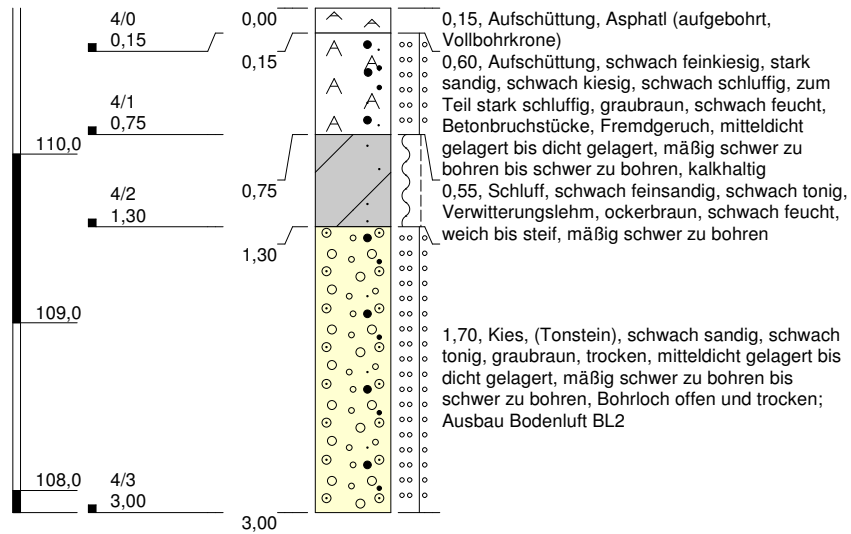 4/0
0,15
0,00
0,15, Aufschüttung, Asphatl (aufgebohrt,
Vollbohrkrone)
0,15
0,60, Aufschüttung, schwach feinkiesig, stark
sandig, schwach kiesig, schwach schluffig, zum
Teil stark schluffig, graubraun, schwach feucht,
Betonbruchstücke, Fremdgeruch, mitteldicht
gelagert bis dicht gelagert, mäßig schwer zu
bohren bis schwer zu bohren, kalkhaltig
4/1
0,75
110,0
0,75
0,55, Schluff, schwach feinsandig, schwach tonig,
Verwitterungslehm, ockerbraun, schwach feucht,
weich bis steif, mäßig schwer zu bohren
4/2
1,30
1,30
109,0
1,70, Kies, (Tonstein), schwach sandig, schwach
tonig, graubraun, trocken, mitteldicht gelagert bis
dicht gelagert, mäßig schwer zu bohren bis
schwer zu bohren, Bohrloch offen und trocken;
Ausbau Bodenluft BL2
108,0
4/3
3,00
3,00